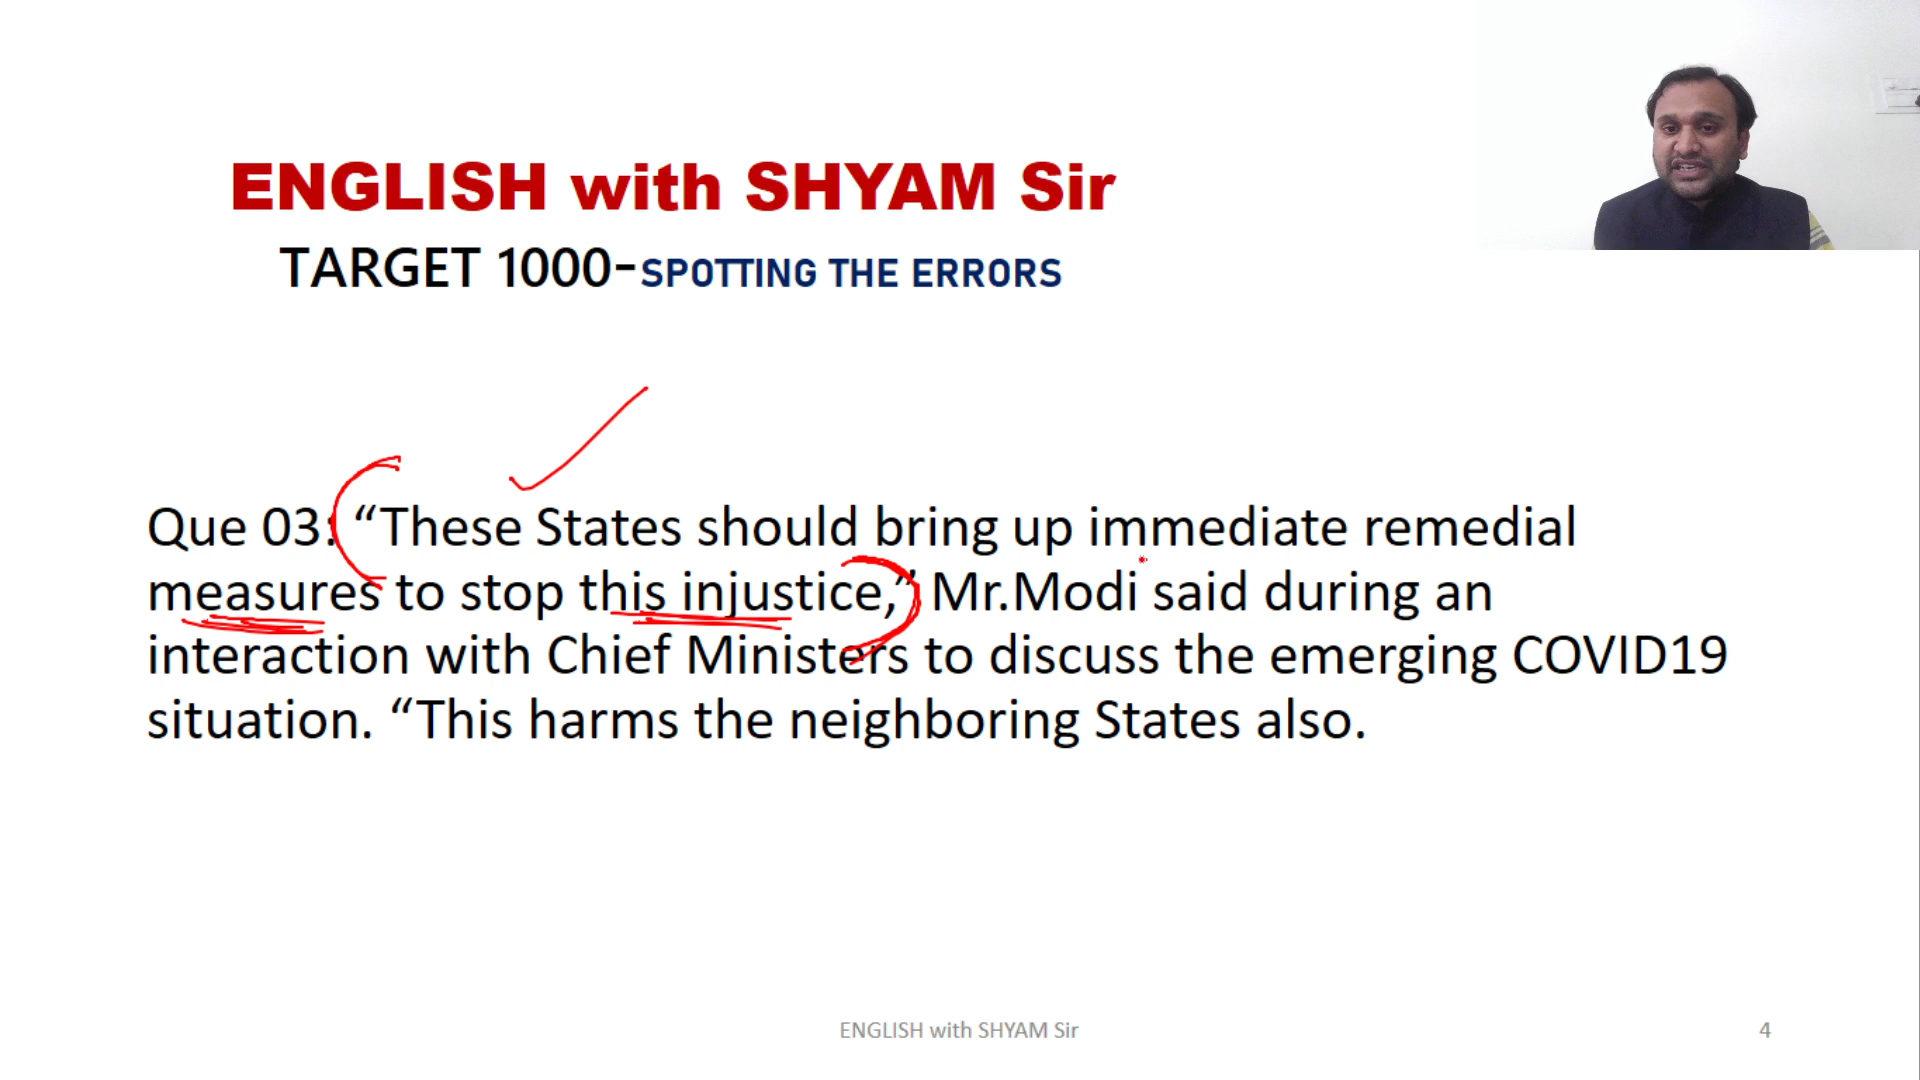 ENGLISH with SHYAM Sir
TARGET 1000-SPOTTING THE ERRORS
Que 03: “These States should bring up immediate remedial
measures to stop this injustice,” Mr.Modi said during an
interaction with Chief Ministers to discuss the emerging COVID19
situation. “This harms the neighboring States also.
ENGLISH with SHYAM Sir
4